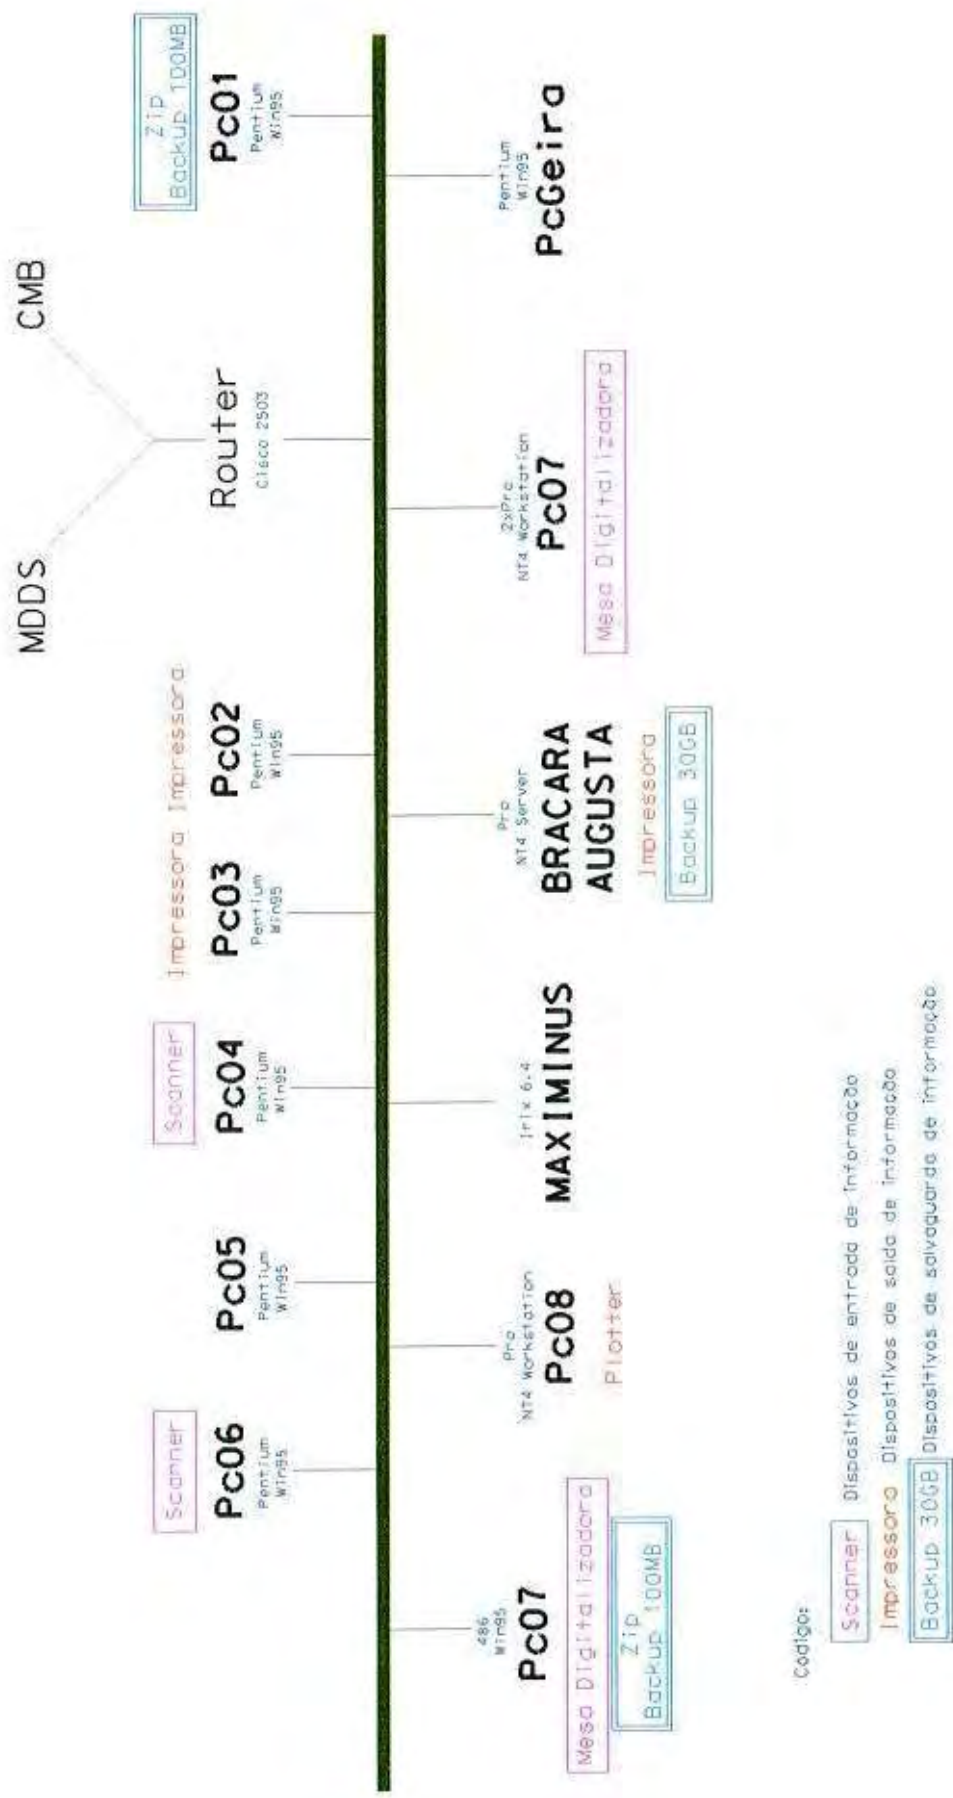 MDDS
CMB
Scanner
Scanner
Impressora Impressora
Zip
Backup 100MB
Pc06
Pentium
Win95
Pc05
Pentium
Win95
Pc04
Pentium
Win95
Pc03
Pentium
Win95
Pc02
Pentium
Win95
Router
Cisco 2503
Pc01
Pentium
Win95
486
Win95
Pc07
Mesa Digitalizadora
Zip
Backup 100MB
Pro
NT4 Workstation
Pc08
Plotter
Irix 6.4
MAXIMINUS
Pro
NT4 Server
BRACARA
AUGUSTA
Impressora
Backup 30GB
2xPro
NT4 Workstation
Pc07
Mesa Digitalizadora
Pentium
Win95
PcGeira
Codigo:
Scanner Dispositivos de entrada de informação
Impressora Dispositivos de saida de informação
Backup 30GB Dispositivos de salvaguarda de informação